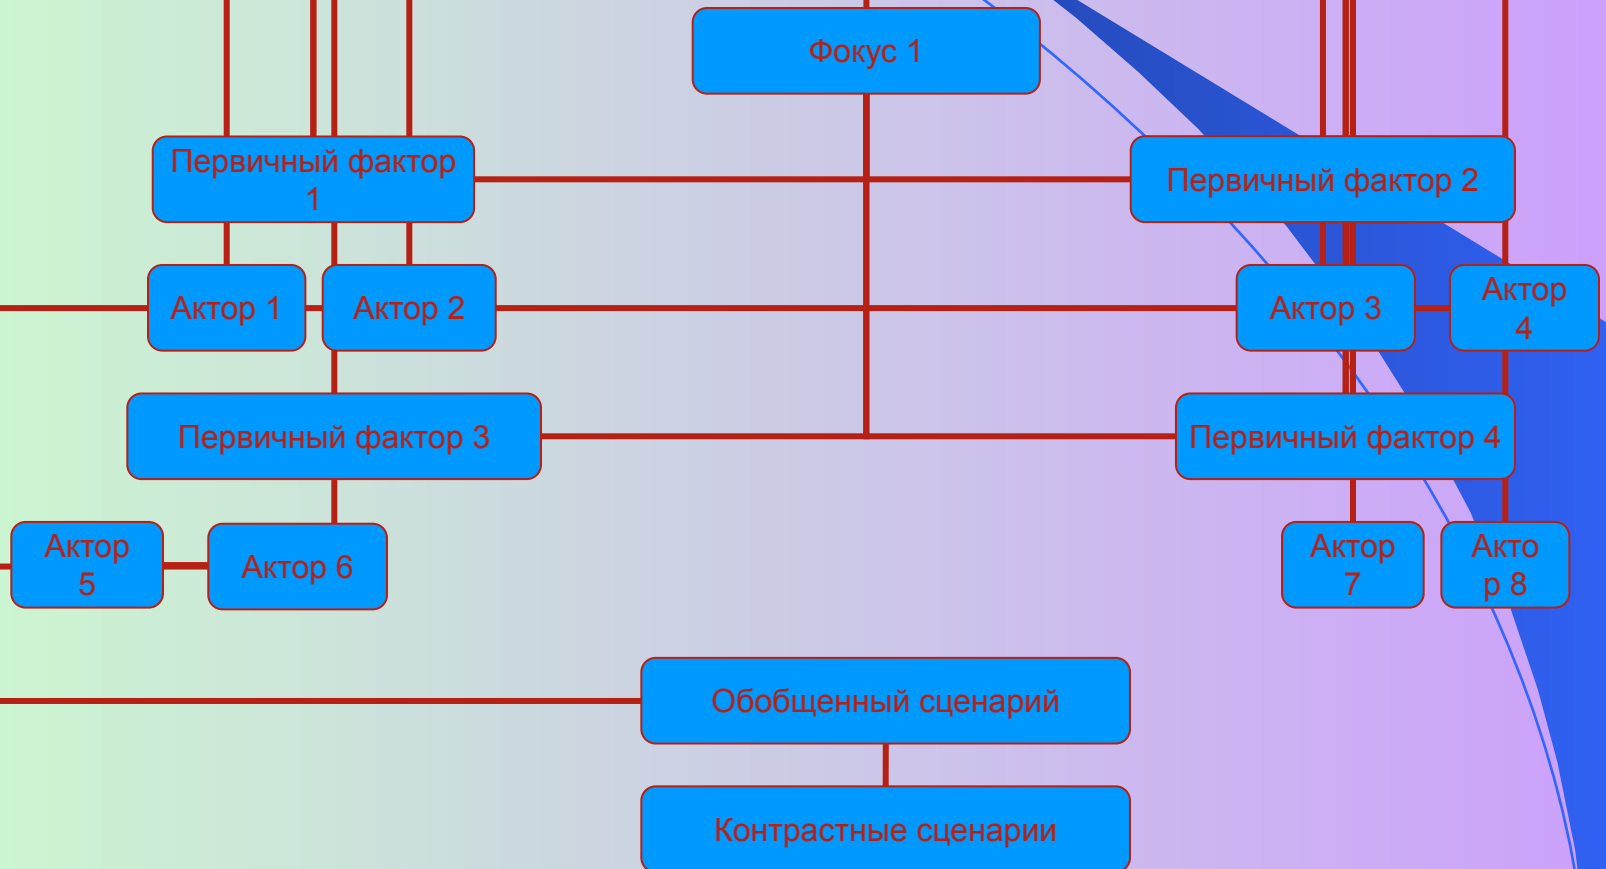 Фокус 1
Первичный фактор
1
Первичный фактор 2
Актор 1
Актор 2
Актор 3
Актор
4
Первичный фактор 3
Первичный фактор 4
Актор
5
Актор 6
Актор
7
Акто
р 8
Обобщенный сценарий
Контрастные сценарии